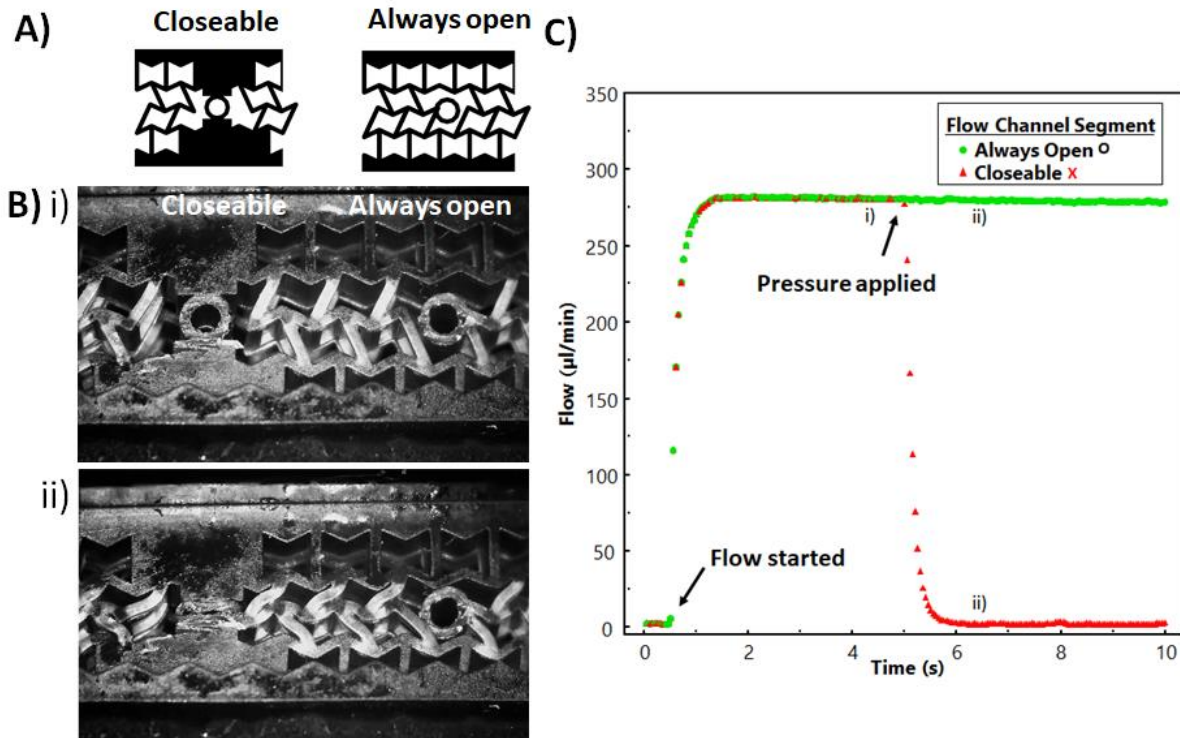 A)
Closeable
Always open
B) i)
Closeable
Always open
ii)
C)
350
300
250
200
150
100
50
0
Flow (µl/min)
0
2
4
6
8
10
Time (s)
Flow Channel Segment
Always Open O
Closeable X
i)
ii)
Pressure applied
Flow started
ii)